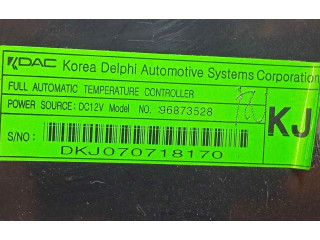 KDAC Korea Delphi Automotive Systems Corporation
FULL AUTOMATIC TEMPERATURE CONTROLLER
POWER SOURCE: DC12V Model NO. :96873528
KJ
S/NO:
DKJ070718170